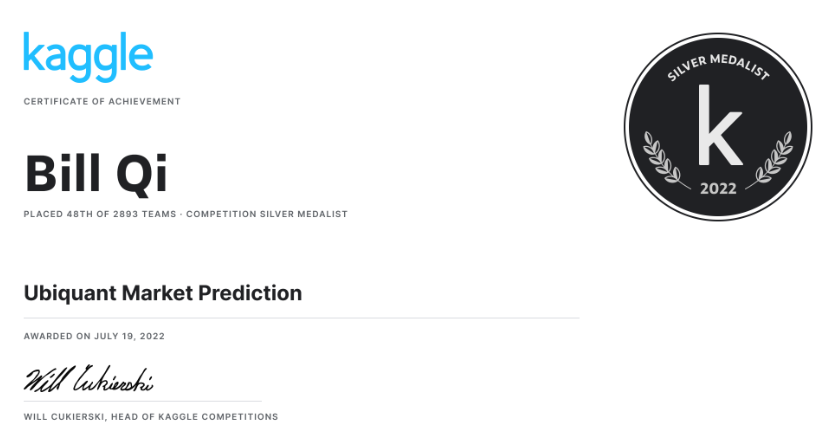 kaggle
CERTIFICATE OF ACHIEVEMENT
Bill Qi
PLACED 48TH OF 2893 TEAMS · COMPETITION SILVER MEDALIST
SILVER MEDALIST
k
2022
Ubiquant Market Prediction
AWARDED ON JULY 19, 2022
Will Cukierski
WILL CUKIERSKI, HEAD OF KAGGLE COMPETITIONS